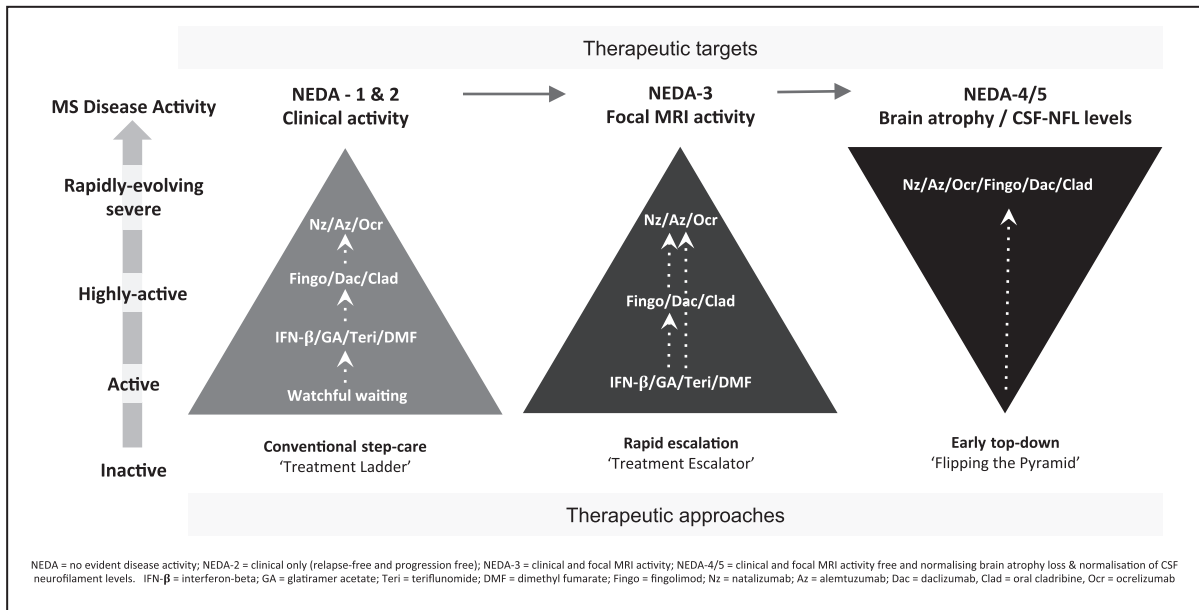 Therapeutic targets
MS Disease Activity
Rapidly-evolving
severe
Highly-active
Active
Inactive
NEDA - 1 & 2
Clinical activity
Nz/Az/Ocr
Fingo/Dac/Clad
IFN-β/GA/Teri/DMF
Watchful waiting
Conventional step-care
'Treatment Ladder'
NEDA-3
Focal MRI activity
Nz/Az/Ocr
Fingo/Dac/Clad
IFN-β/GA/Teri/DMF
Rapid escalation
'Treatment Escalator'
NEDA-4/5
Brain atrophy / CSF-NFL levels
Nz/Az/Ocr/Fingo/Dac/Clad
Early top-down
'Flipping the Pyramid'
Therapeutic approaches
NEDA = no evident disease activity; NEDA-2 = clinical only (relapse-free and progression free); NEDA-3 = clinical and focal MRI activity; NEDA-4/5 = clinical and focal MRI activity free and normalising brain atrophy loss & normalisation of CSF
neurofilament levels. IFN-β = interferon-beta; GA = glatiramer acetate; Teri = teriflunomide; DMF = dimethyl fumarate; Fingo = fingolimod; Nz = natalizumab; Az = alemtuzumab; Dac = daclizumab, Clad = oral cladribine, Ocr = ocrelizumab